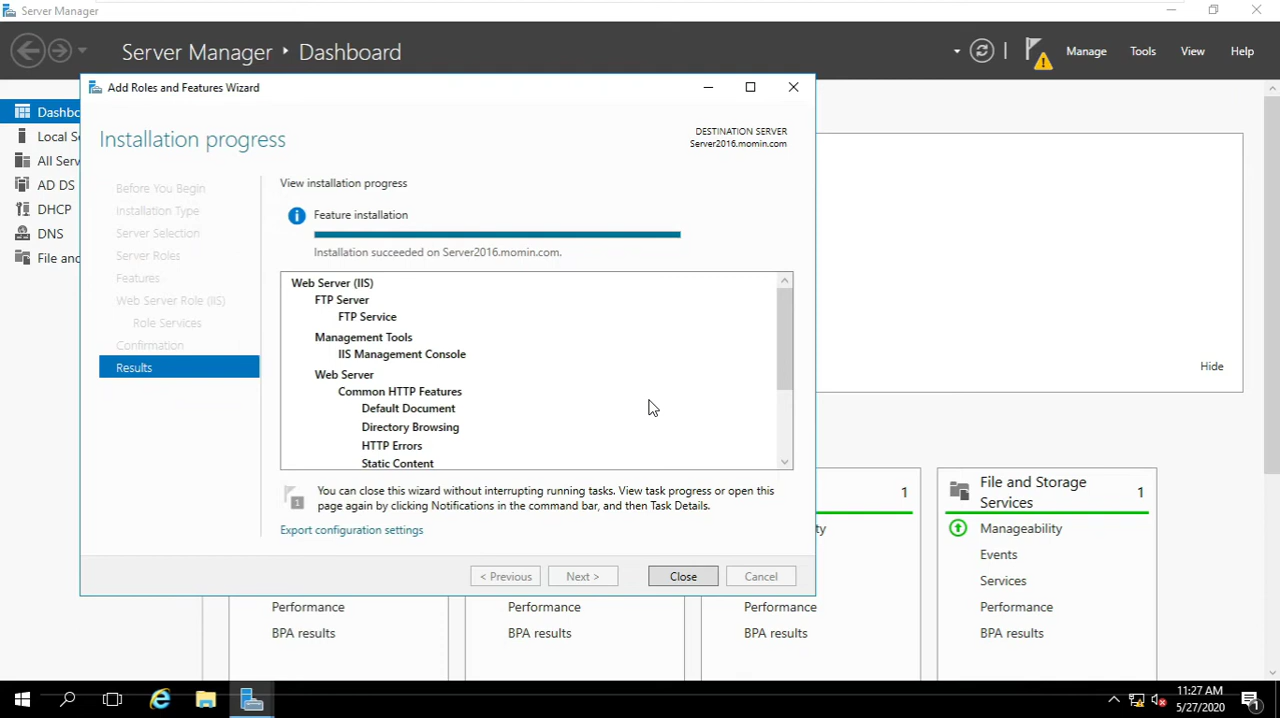 Server Manager
Server Manager ‣ Dashboard
Manage Tools View Help
Add Roles and Features Wizard
Dashbo
Local Se
All Serv
AD DS
DHCP
DNS
File and
Installation progress
DESTINATION SERVER
Server2016.momin.com
Before You Begin
Installation Type
Server Selection
Server Roles
Features
Web Server Role (IIS)
Role Services
Confirmation
Results
View installation progress
Feature installation
Installation succeeded on Server2016.momin.com.
Web Server (IIS)
FTP Server
FTP Service
Management Tools
IIS Management Console
Web Server
Common HTTP Features
Default Document
Directory Browsing
HTTP Errors
Static Content
1
You can close this wizard without interrupting running tasks. View task progress or open this
page again by clicking Notifications in the command bar, and then Task Details.
Export configuration settings
< Previous Next > Close Cancel
Hide
1
ty
File and Storage
Services
1
Manageability
Events
Services
Performance
BPA results
Performance
BPA results
Performance
BPA results
Performance
BPA results
11:27 AM
5/27/2020
1